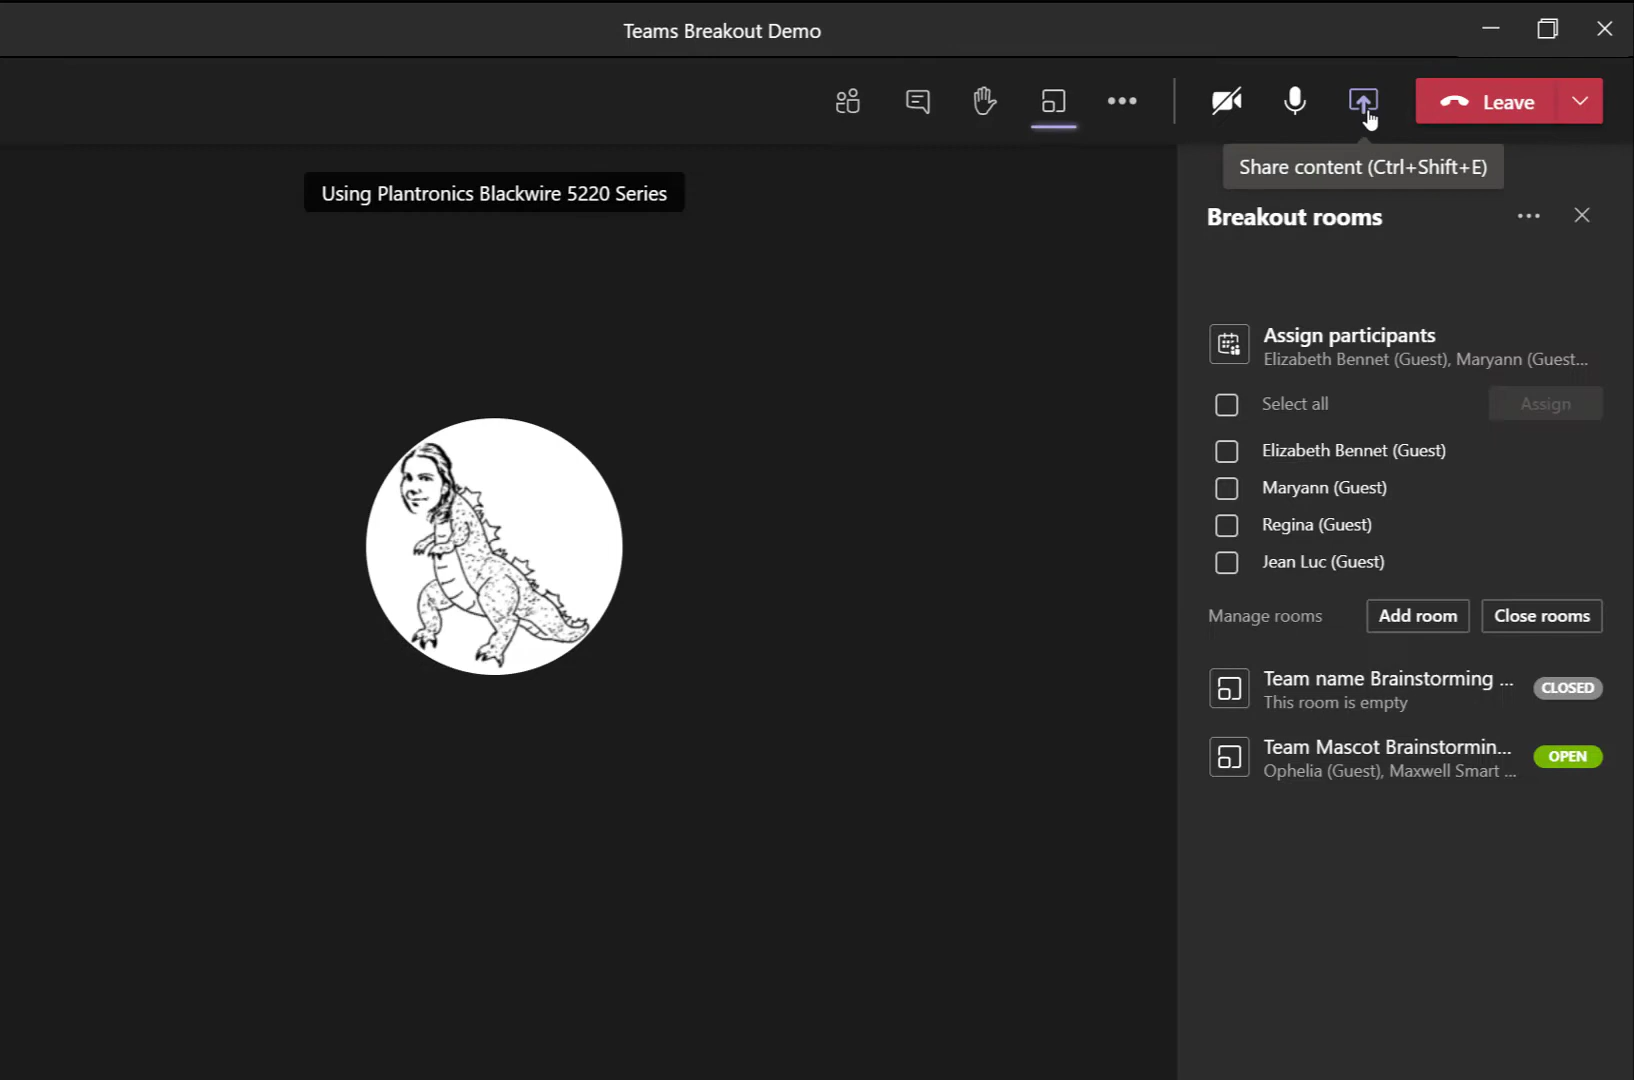 Teams Breakout Demo
Leave
Share content (Ctrl+Shift+E)
Using Plantronics Blackwire 5220 Series
Breakout rooms
Assign participants
Elizabeth Bennet (Guest), Maryann (Guest...
Select all
Assign
Elizabeth Bennet (Guest)
Maryann (Guest)
Regina (Guest)
Jean Luc (Guest)
Manage rooms
Add room
Close rooms
Team name Brainstorming ...
CLOSED
This room is empty
Team Mascot Brainstormin...
OPEN
Ophelia (Guest), Maxwell Smart ...